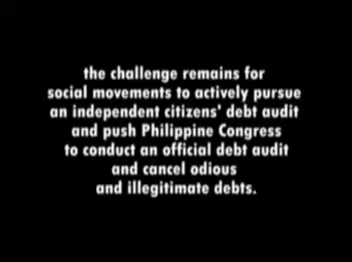 the challenge remains for
social movements to actively pursue
an independent citizens' debt audit
and push Philippine Congress
to conduct an official debt audit
and cancel odious
and illegitimate debts.